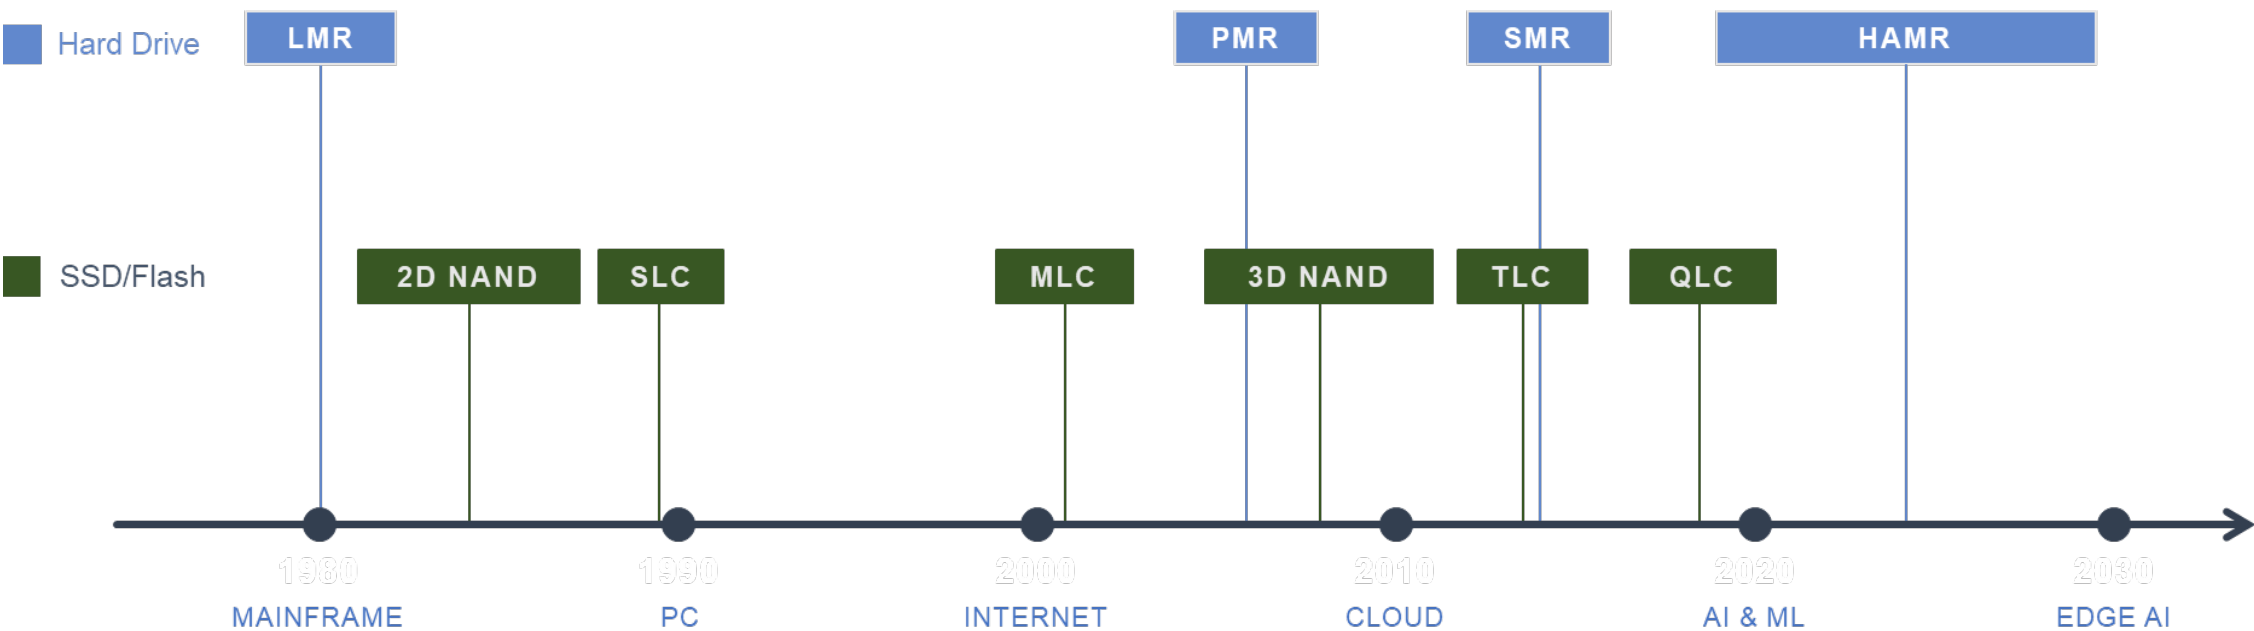 Hard Drive
LMR
PMR
SMR
HAMR
SSD/Flash
2D NAND
SLC
MLC
3D NAND
TLC
QLC
1980
1990
2000
2010
2020
2030
MAINFRAME
PC
INTERNET
CLOUD
AI & ML
EDGE AI